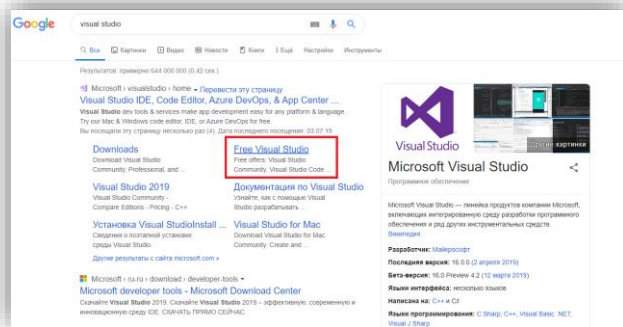 Google
visual studio
Все Картинки Видео Новости Книги Ещё Настройки Инструменты
Результатов: примерно 644 000 000 (0,42 сек.)
Microsoft › visualstudio › home ▾ Перевести эту страницу
Visual Studio IDE, Code Editor, Azure DevOps, & App Center ...
Visual Studio dev tools & services make app development easy for any platform & language.
Try our Mac & Windows code editor, IDE, or Azure DevOps for free.
Вы посещали эту страницу несколько раз (4). Дата последнего посещения: 03.07.19
Downloads
Download Visual Studio
Community, Professional, and ...
Free Visual Studio
Free offers: Visual Studio
Community, Visual Studio Code ...
Visual Studio 2019
Visual Studio Community -
Compare Editions - Pricing - C++
Документация по Visual Studio
Узнайте, как с помощью Visual
Studio разрабатывать ...
Установка Visual StudioInstall ...
Сведения о поэтапной установке
среды Visual Studio.
Visual Studio for Mac
Download Visual Studio for Mac.
Community. Create and ...
Другие результаты с сайта microsoft.com »
Microsoft › ru-ru › download › developer-tools ▾
Microsoft developer tools - Microsoft Download Center
Скачайте Visual Studio 2019. Скачайте Visual Studio 2019 – эффективную, современную и
инновационную среду IDE. СКАЧАТЬ ПРЯМО СЕЙЧАС.
Visual Studio
Другие картинки
Microsoft Visual Studio
Программное обеспечение
Microsoft Visual Studio — линейка продуктов компании Microsoft,
включающих интегрированную среду разработки программного
обеспечения и ряд других инструментальных средств.
Википедия
Разработчик: Майкрософт
Последняя версия: 16.0.0 (2 апреля 2019)
Бета-версия: 16.0 Preview 4.2 (12 марта 2019)
Языки интерфейса: несколько языков
Написана на: C++ и C#
Языки программирования: C Sharp, C++, Visual Basic .NET,
Visual J Sharp